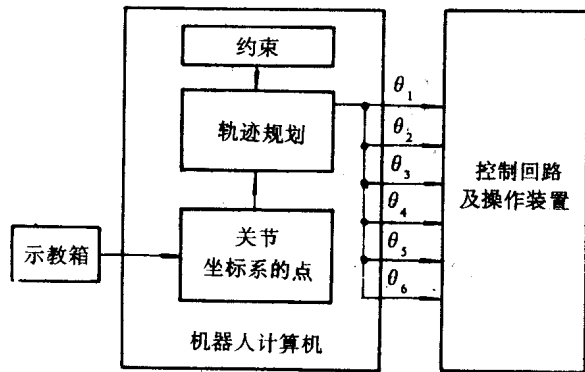 约束
轨迹规划
关节
坐标系的点
机器人计算机
示教箱
θ1
θ2
θ3
θ4
θ5
θ6
控制回路
及操作装置